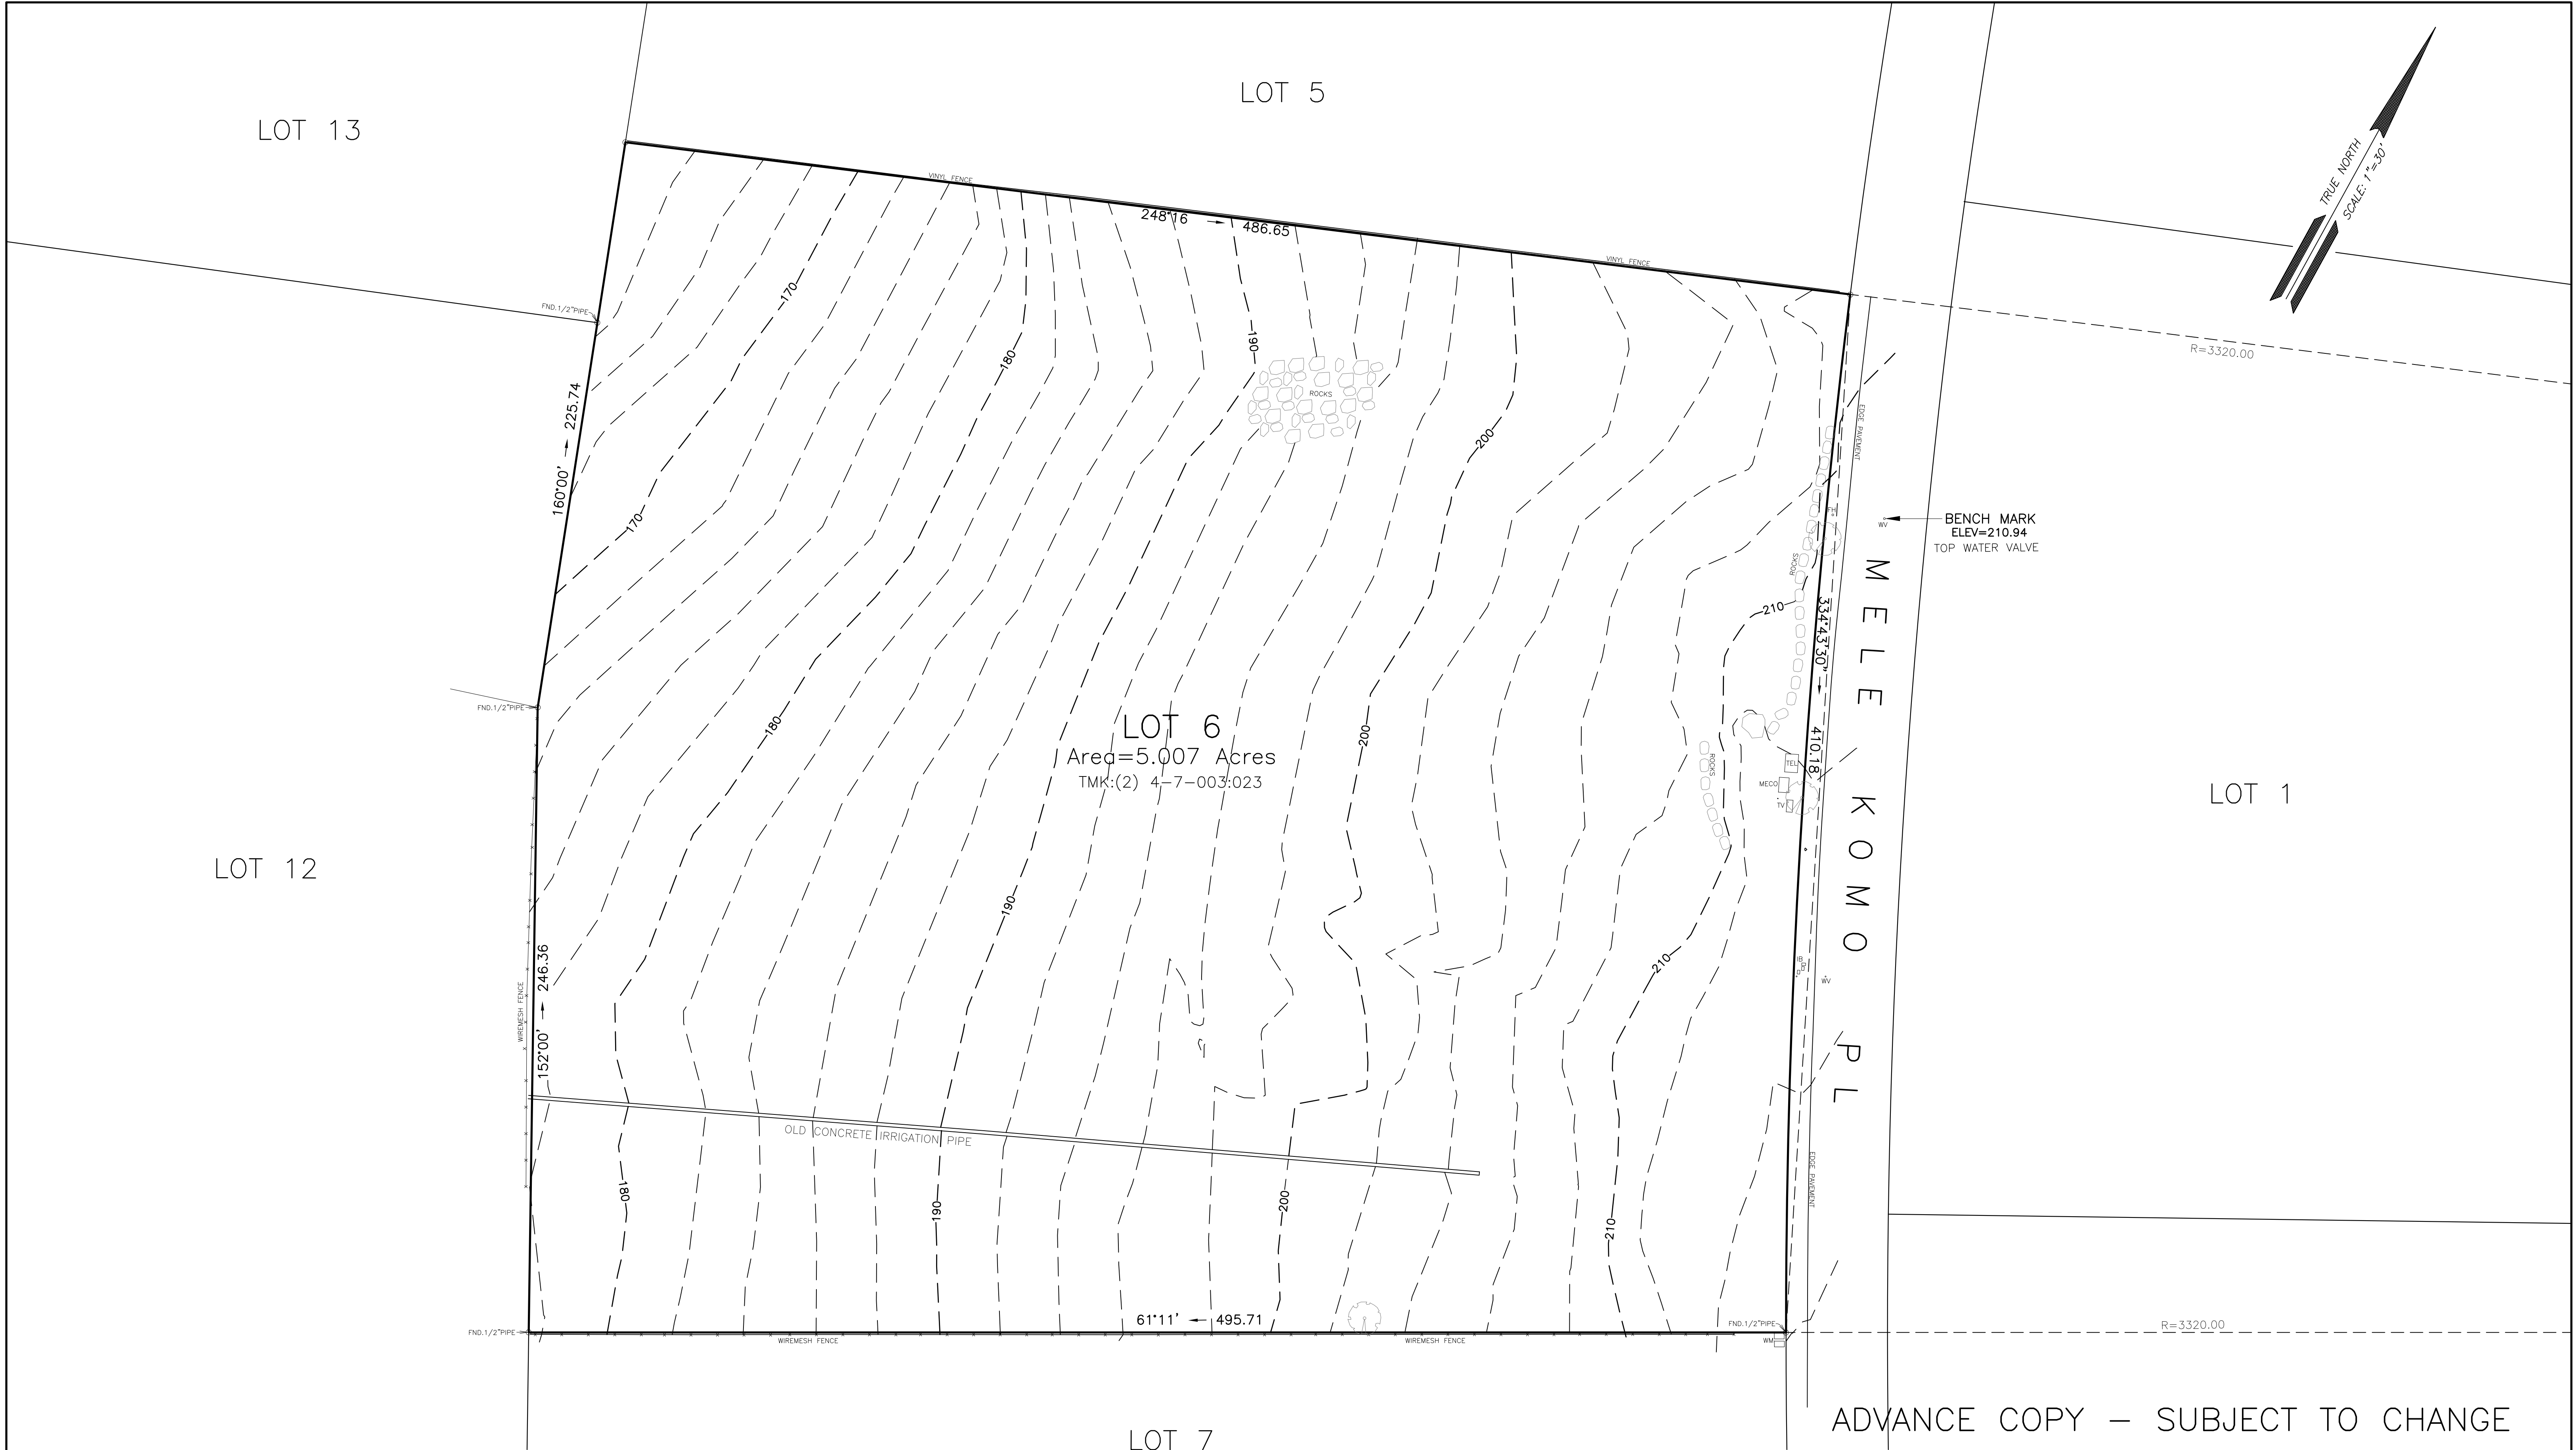 LOT 5
LOT 13
TRUE NORTH
SCALE: 1"=30'
VINYL FENCE
248°16
486.65
VINYL FENCE
FND.1/2"PIPE
R=3320.00
170
180
190
ROCKS
225.74
160°00'
170
200
EDGE PAVEMENT
FH
WV
BENCH MARK
ELEV=210.94
TOP WATER VALVE
ROCKS
210
334°43'30"
410.18
MELE KOMO PL
FND.1/2"PIPE
180
LOT 6
Area=5.007 Acres
TMK:(2) 4-7-003:023
200
ROCKS
TEL
MECO
TV
LOT 1
LOT 12
190
210
IB
WV
WIREMESH FENCE
246.36
152°00'
OLD CONCRETE IRRIGATION PIPE
EDGE PAVEMENT
180
190
200
210
61°11'
495.71
FND.1/2"PIPE
FND.1/2"PIPE
WM
WIREMESH FENCE
WIREMESH FENCE
R=3320.00
LOT 7
ADVANCE COPY – SUBJECT TO CHANGE